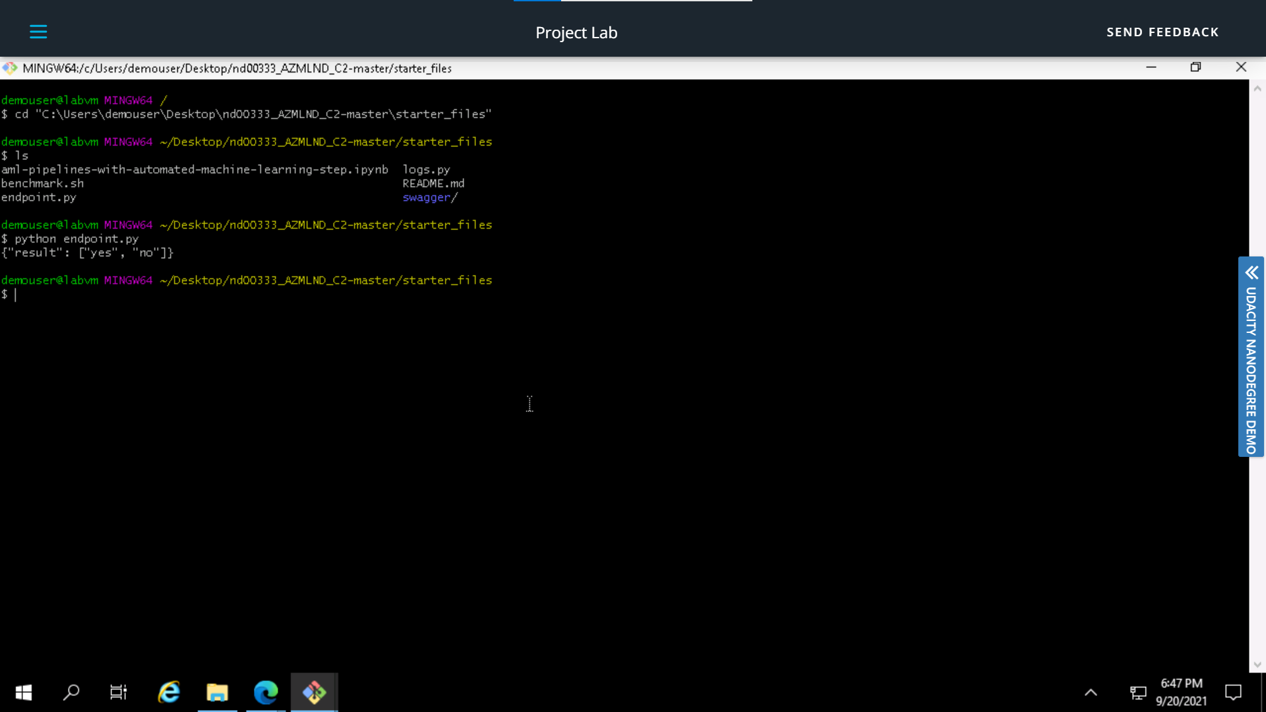 Project Lab
SEND FEEDBACK
MINGW64:/c/Users/demouser/Desktop/nd00333_AZMLND_C2-master/starter_files
demouser@labvm MINGW64 /
$ cd "C:\Users\demouser\Desktop\nd00333_AZMLND_C2-master\starter_files"
demouser@labvm MINGW64 ~/Desktop/nd00333_AZMLND_C2-master/starter_files
$ ls
aml-pipelines-with-automated-machine-learning-step.ipynb logs.py
benchmark.sh README.md
endpoint.py swagger/
demouser@labvm MINGW64 ~/Desktop/nd00333_AZMLND_C2-master/starter_files
$ python endpoint.py
{"result": ["yes", "no"]}
demouser@labvm MINGW64 ~/Desktop/nd00333_AZMLND_C2-master/starter_files
$
UDACITY NANODEGREE DEMO
6:47 PM
9/20/2021